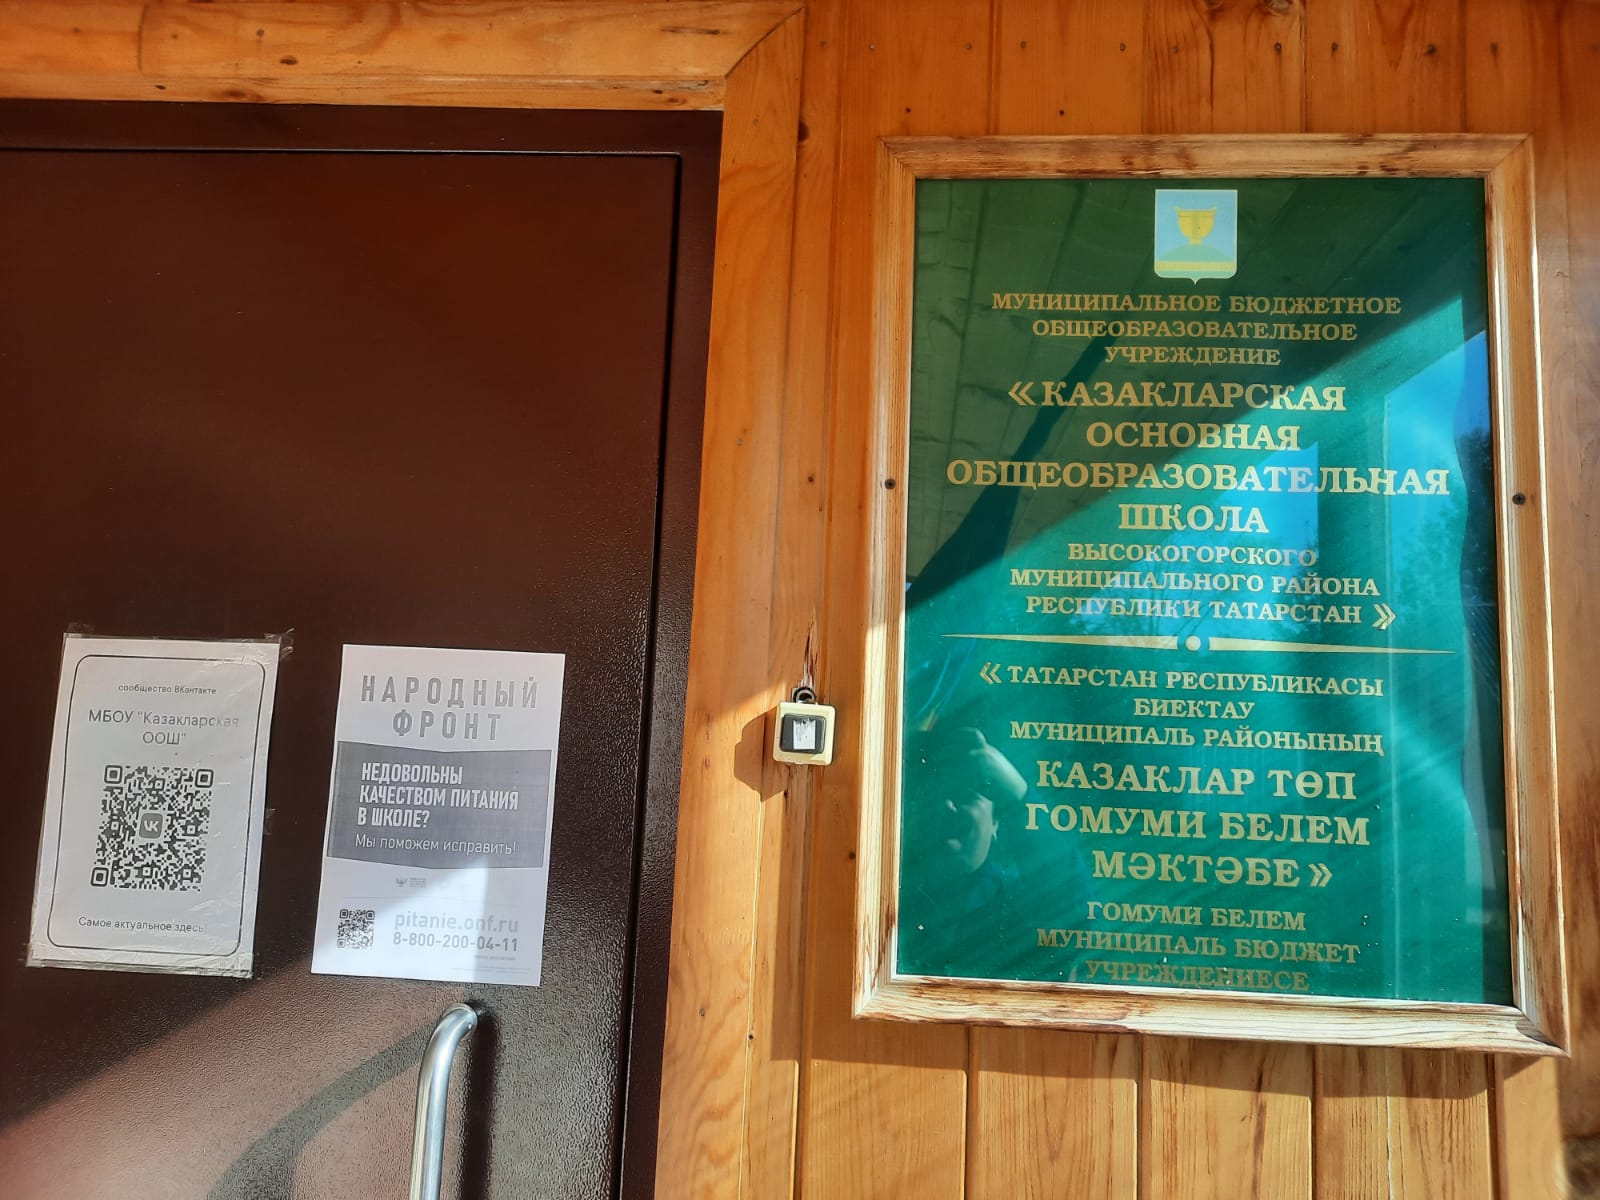 сообщество ВКонтакте
МБОУ "Казакларская
ООШ"
Самое актуальное здесь!
НАРОДНЫЙ
ФРОНТ
НЕДОВОЛЬНЫ
КАЧЕСТВОМ ПИТАНИЯ
В ШКОЛЕ?
Мы поможем исправить!
pitanie.onf.ru
8-800-200-04-11
МУНИЦИПАЛЬНОЕ БЮДЖЕТНОЕ
ОБЩЕОБРАЗОВАТЕЛЬНОЕ
УЧРЕЖДЕНИЕ
«КАЗАКЛАРСКАЯ
ОСНОВНАЯ
ОБЩЕОБРАЗОВАТЕЛЬНАЯ
ШКОЛА
ВЫСОКОГОРСКОГО
МУНИЦИПАЛЬНОГО РАЙОНА
РЕСПУБЛИКИ ТАТАРСТАН»
«ТАТАРСТАН РЕСПУБЛИКАСЫ
БИЕКТАУ
МУНИЦИПАЛЬ РАЙОНЫНЫҢ
КАЗАКЛАР ТӨП
ГОМУМИ БЕЛЕМ
МӘКТӘБЕ»
ГОМУМИ БЕЛЕМ
МУНИЦИПАЛЬ БЮДЖЕТ
УЧРЕЖДЕНИЕСЕ